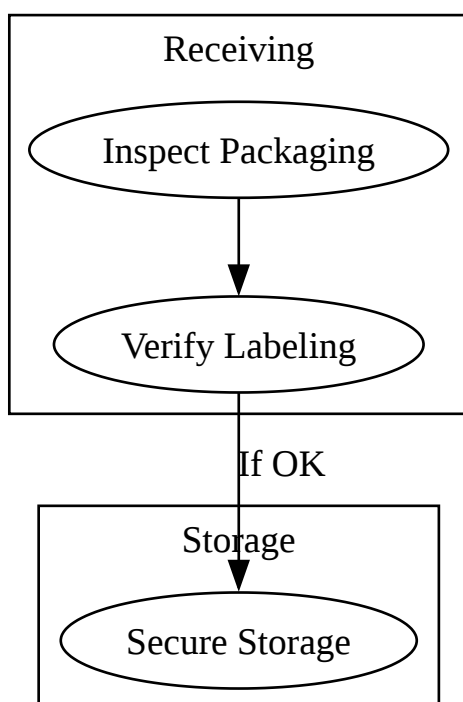 Receiving
Inspect Packaging
Verify Labeling
If OK
Storage
Secure Storage